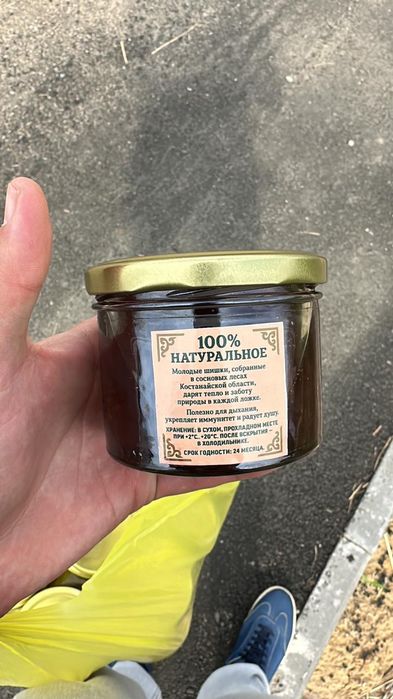 100%
НАТУРАЛЬНОЕ
Молодые шишки, собранные
в сосновых лесах
Костанайской области,
дарят тепло и заботу
природы в каждой ложке.
Полезно для дыхания,
укрепляет иммунитет и радует душу.
ХРАНЕНИЕ: В СУХОМ, ПРОХЛАДНОМ МЕСТЕ
ПРИ +2°С...+20°С. ПОСЛЕ ВСКРЫТИЯ –
В ХОЛОДИЛЬНИКЕ.
СРОК ГОДНОСТИ: 24 МЕСЯЦА.